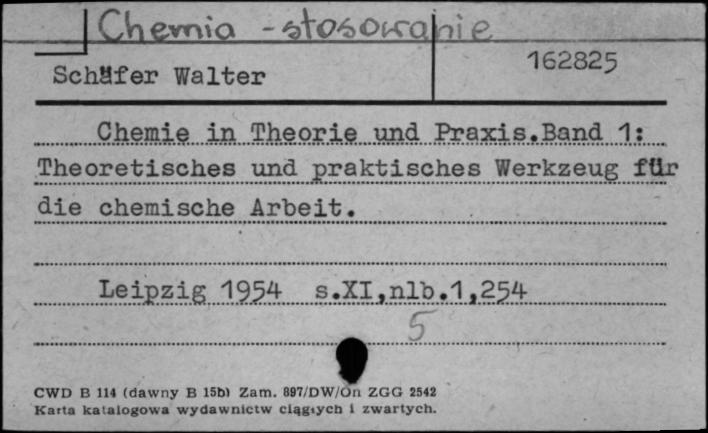 Chemia - stosowanie
162825
Schäfer Walter
Chemie in Theorie und Praxis.Band 1:
Theoretisches und praktisches Werkzeug für
die chemische Arbeit.
Leipzig 1954 s.XI,nlb.1,254
5
CWD B 114 (dawny B 15b) Zam. 897/DW/On ZGG 2542
Karta katalogowa wydawnictw ciągłych i zwartych.